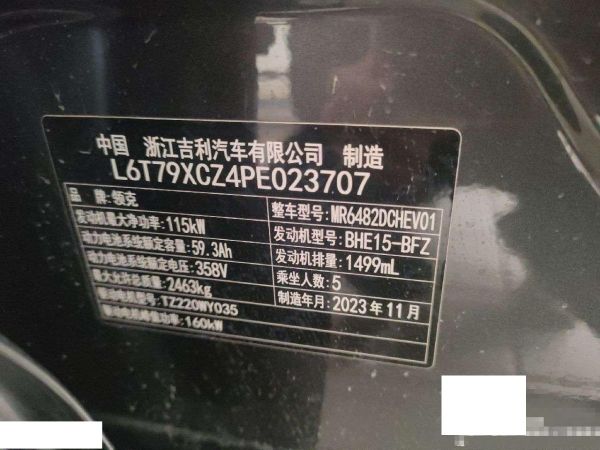 中国 浙江吉利汽车有限公司 制造
L6T79XCZ4PE023707
品 牌:领克
整车型号:MR6482DCHEV01
发动机最大净功率:115kW
发动机型号:BHE15-BFZ
动力电池系统额定容量:59.3Ah
发动机排量:1499mL
动力电池系统额定电压:358V
乘坐人数:5
最大允许总质量:2463kg
制造年月:2023年11月
驱动电机型号:TZ220WY035
驱动电机峰值功率:160kW